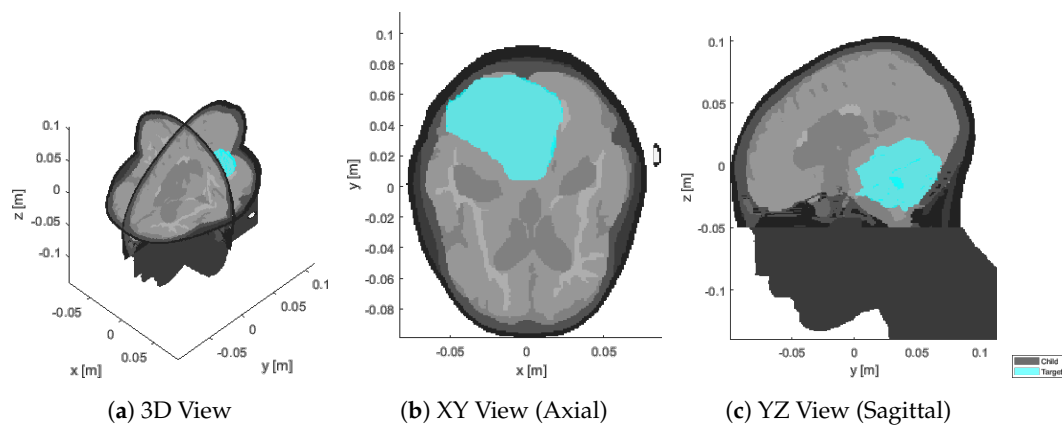 0.1
0.05
0
-0.05
-0.1
z [m]
-0.05
0
0.05
x [m]
-0.05
0
0.05
0.1
y [m]
(a) 3D View
0.1
0.08
0.06
0.04
0.02
0
-0.02
-0.04
-0.06
-0.08
y [m]
-0.05
0
0.05
x [m]
(b) XY View (Axial)
0.1
0.05
0
-0.05
-0.1
z [m]
-0.05
0
0.05
0.1
y [m]
(c) YZ View (Sagittal)
Child
Target